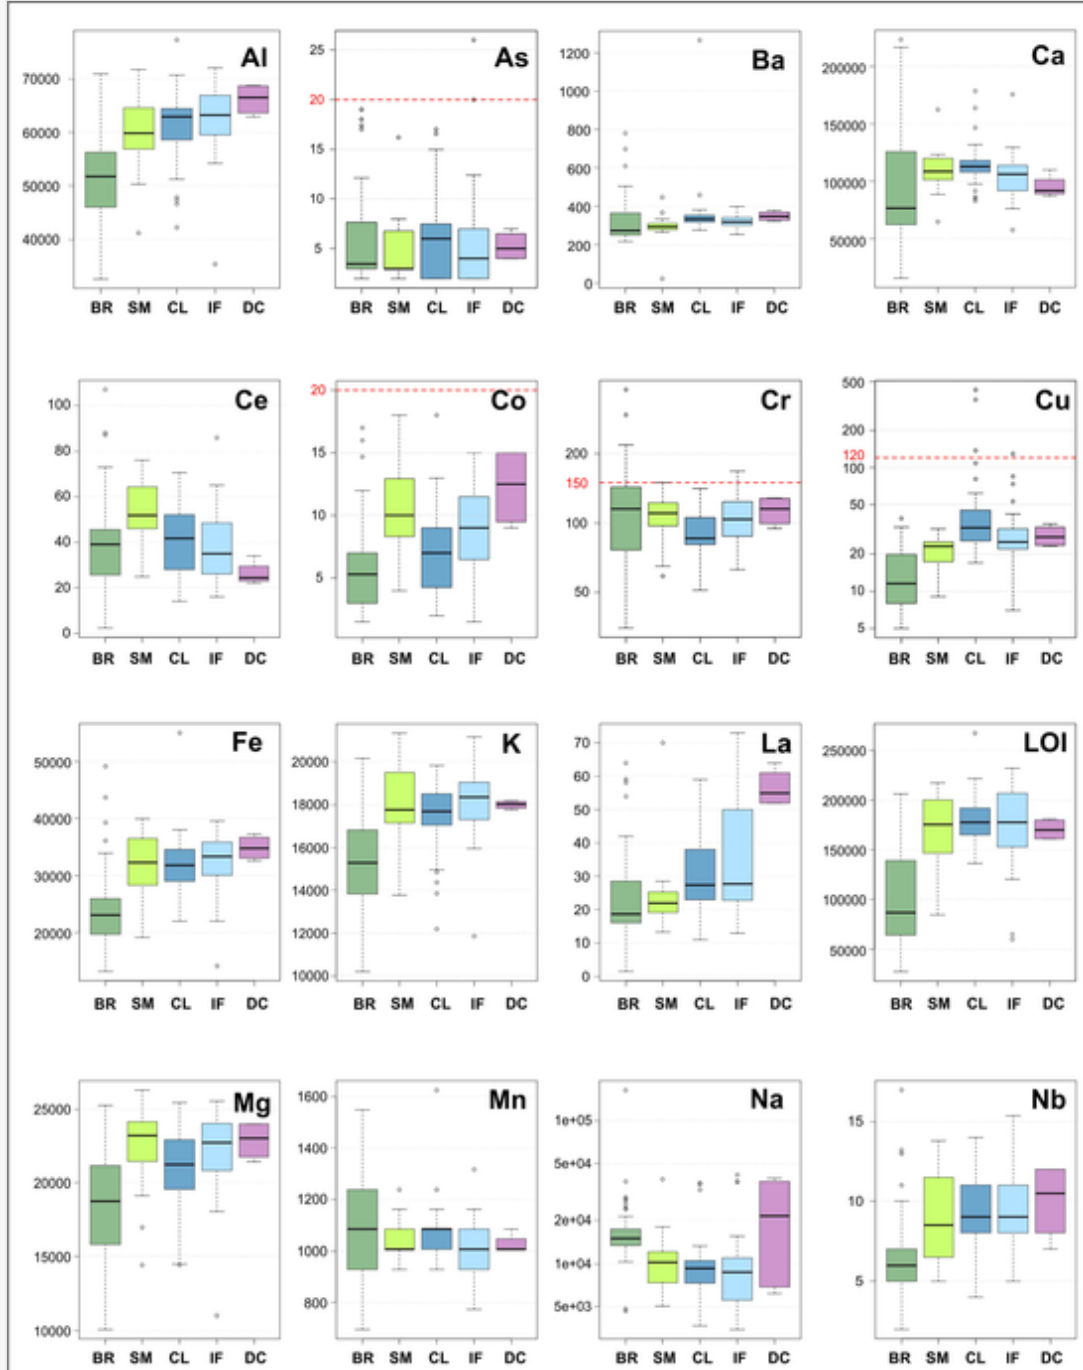 Al
70000
60000
50000
40000
BR SM CL IF DC
As
25
20
15
10
5
BR SM CL IF DC
Ba
1200
1000
800
600
400
200
0
BR SM CL IF DC
Ca
200000
150000
100000
50000
BR SM CL IF DC
Ce
100
80
60
40
20
0
BR SM CL IF DC
Co
20
15
10
5
BR SM CL IF DC
Cr
200
150
100
50
BR SM CL IF DC
Cu
500
200
120
100
50
20
10
5
BR SM CL IF DC
Fe
50000
40000
30000
20000
BR SM CL IF DC
K
20000
18000
16000
14000
12000
10000
BR SM CL IF DC
La
70
60
50
40
30
20
10
0
BR SM CL IF DC
LOI
250000
200000
150000
100000
50000
BR SM CL IF DC
Mg
25000
20000
15000
10000
BR SM CL IF DC
Mn
1600
1400
1200
1000
800
BR SM CL IF DC
Na
1e+05
5e+04
2e+04
1e+04
5e+03
BR SM CL IF DC
Nb
15
10
5
BR SM CL IF DC